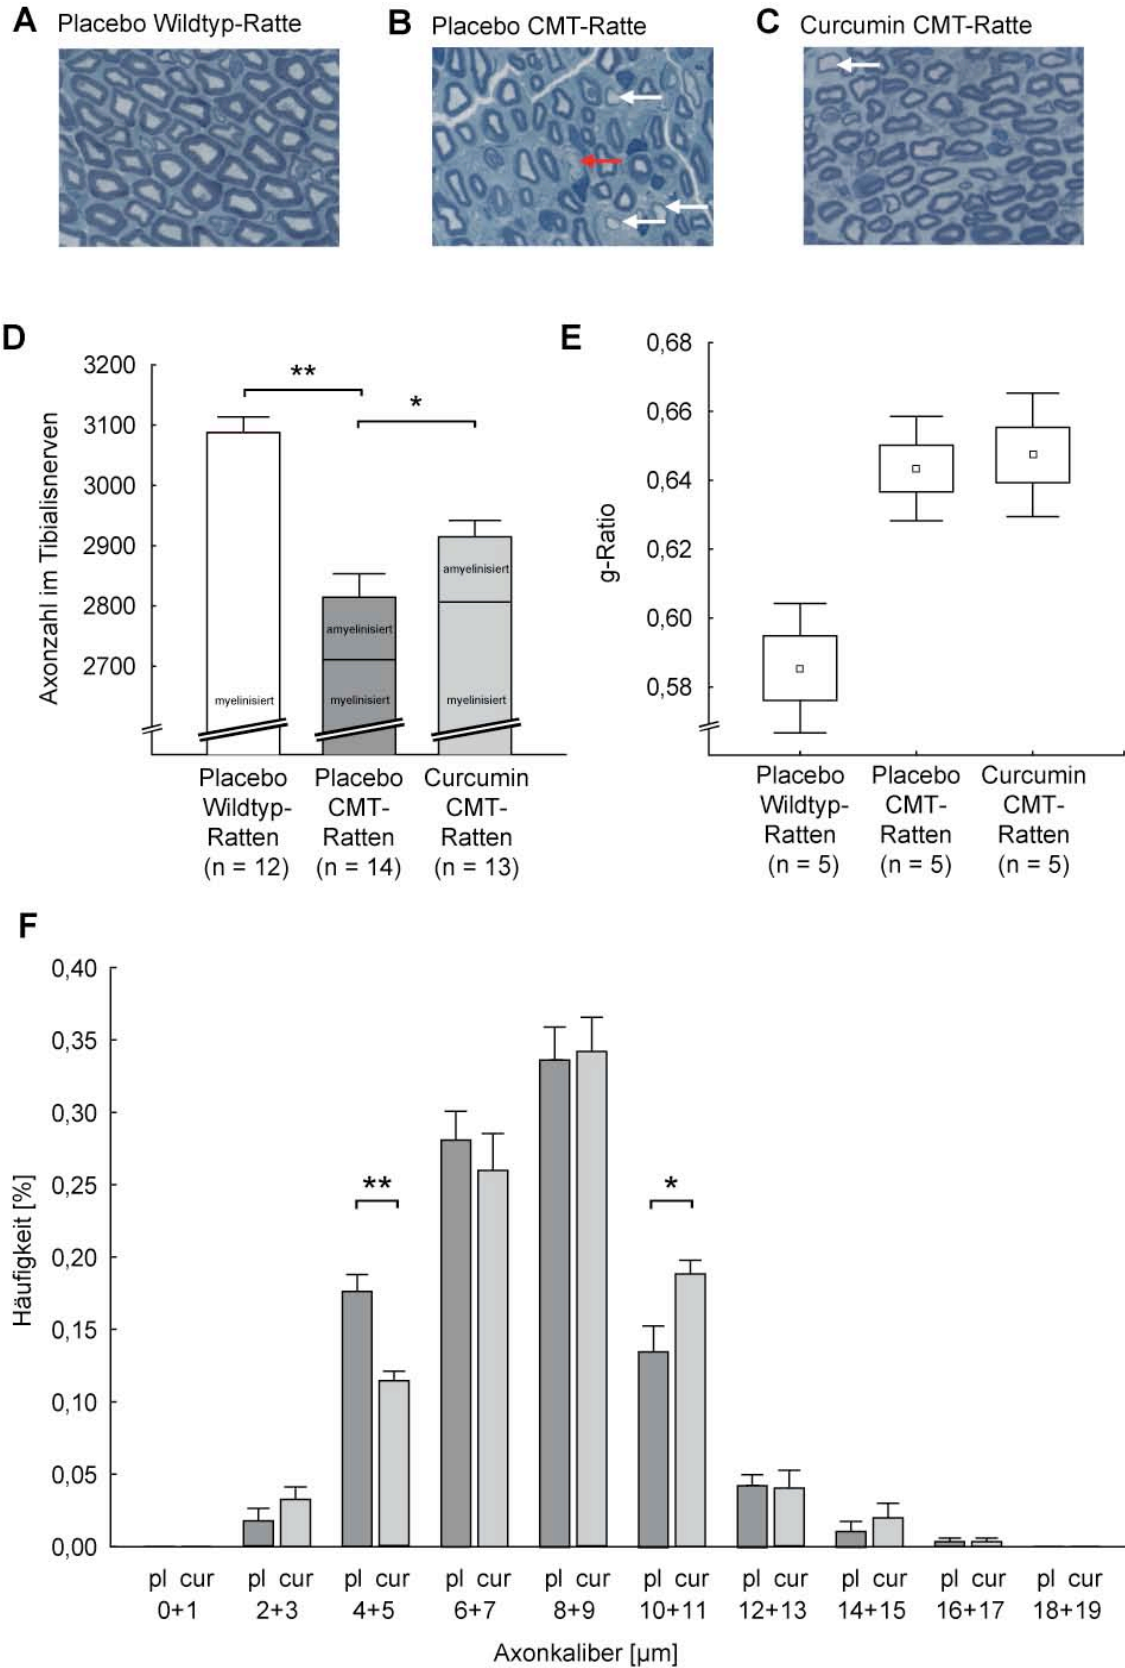 A Placebo Wildtyp-Ratte
B Placebo CMT-Ratte
C Curcumin CMT-Ratte
D
Axonzahl im Tibialisnerven
3200
3100
3000
2900
2800
2700
**
*
myelinisiert
amyelinisiert
myelinisiert
amyelinisiert
myelinisiert
Placebo
Wildtyp-
Ratten
(n = 12)
Placebo
CMT-
Ratten
(n = 14)
Curcumin
CMT-
Ratten
(n = 13)
E
g-Ratio
0,68
0,66
0,64
0,62
0,60
0,58
Placebo
Wildtyp-
Ratten
(n = 5)
Placebo
CMT-
Ratten
(n = 5)
Curcumin
CMT-
Ratten
(n = 5)
F
Häufigkeit [%]
0,40
0,35
0,30
0,25
0,20
0,15
0,10
0,05
0,00
**
*
pl cur pl cur pl cur pl cur pl cur pl cur pl cur pl cur pl cur pl cur
0+1 2+3 4+5 6+7 8+9 10+11 12+13 14+15 16+17 18+19
Axonkaliber [µm]